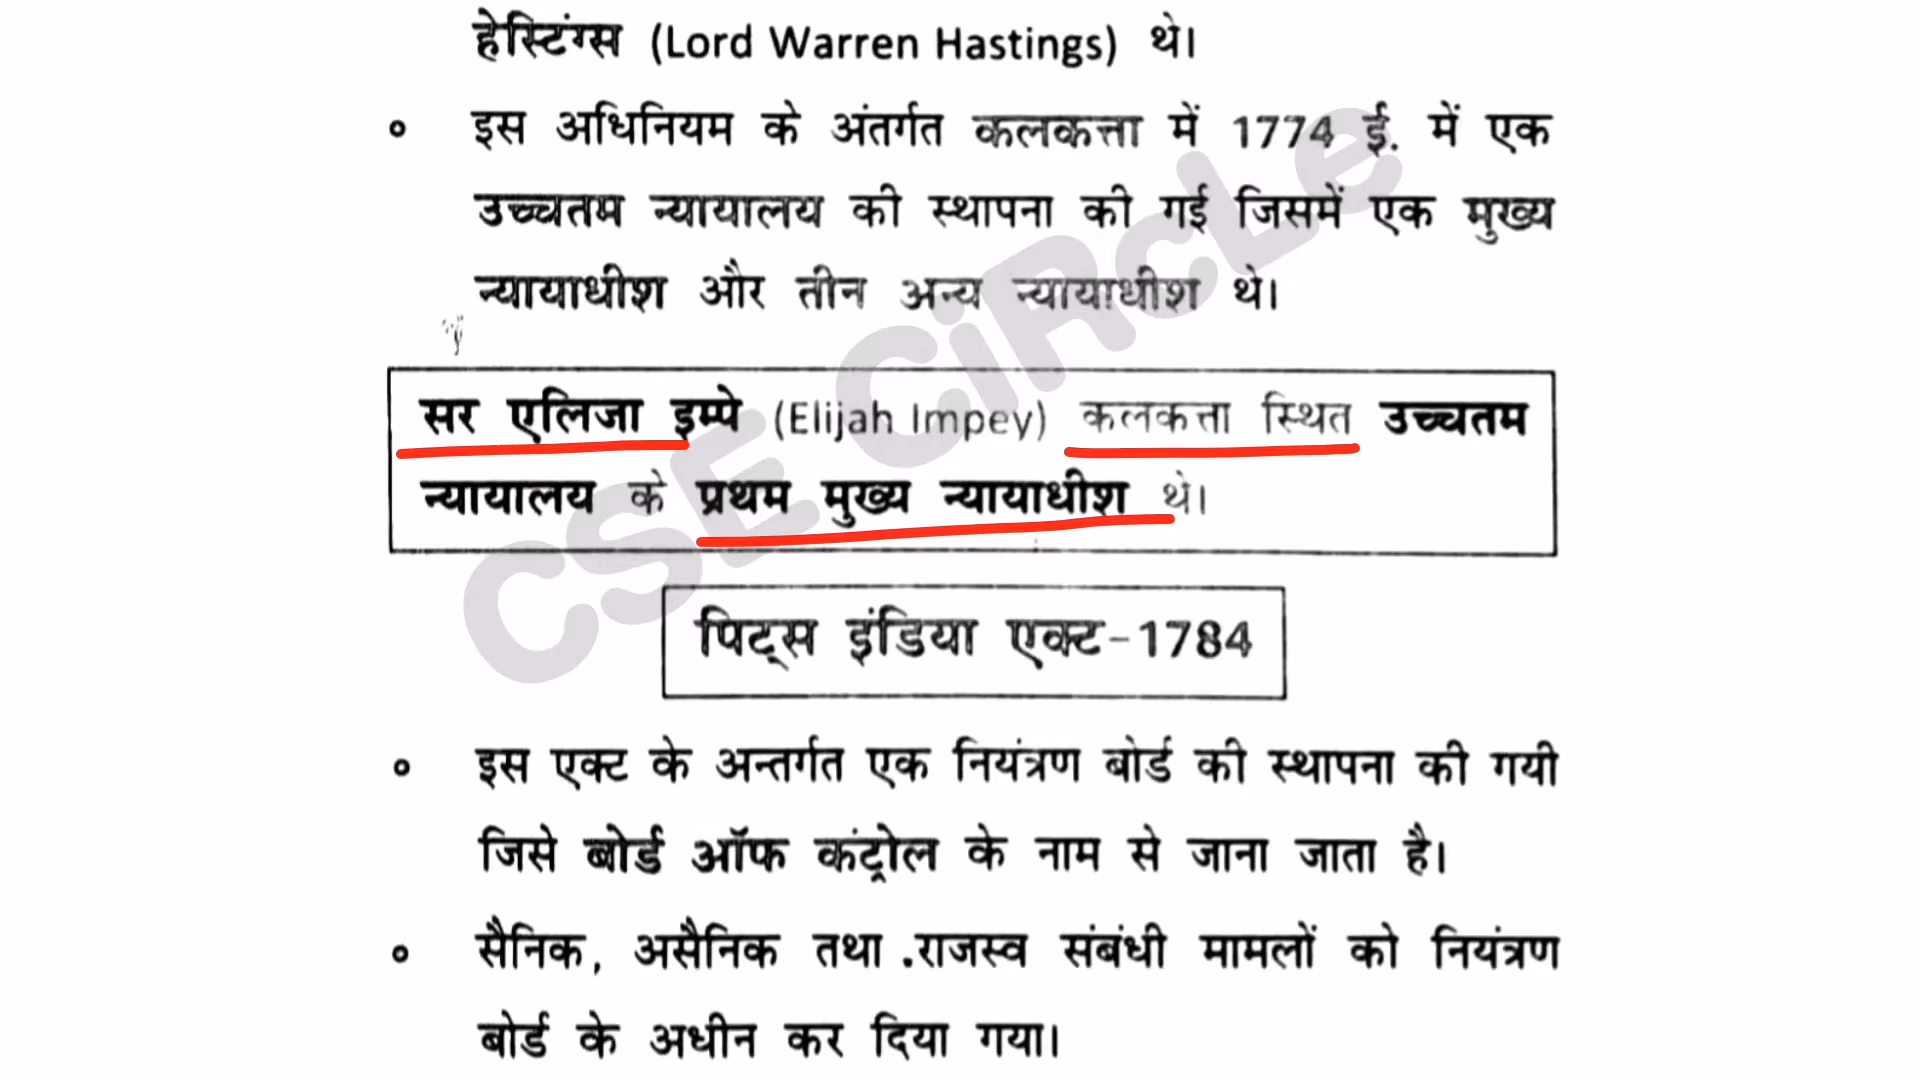 हेस्टिंग्स (Lord Warren Hastings) थे।
इस अधिनियम के अंतर्गत कलकत्ता में 1774 ई. में एक
उच्चतम न्यायालय की स्थापना की गई जिसमें एक मुख्य
न्यायाधीश और तीन अन्य न्यायाधीश थे।
सर एलिजा इम्पे (Elijah Impey) कलकत्ता स्थित उच्चतम
न्यायालय के प्रथम मुख्य न्यायाधीश थे।
पिट्स इंडिया एक्ट-1784
इस एक्ट के अन्तर्गत एक नियंत्रण बोर्ड की स्थापना की गयी
जिसे बोर्ड ऑफ कंट्रोल के नाम से जाना जाता है।
सैनिक, असैनिक तथा .राजस्व संबंधी मामलों को नियंत्रण
बोर्ड के अधीन कर दिया गया।
CSE CiRcLe